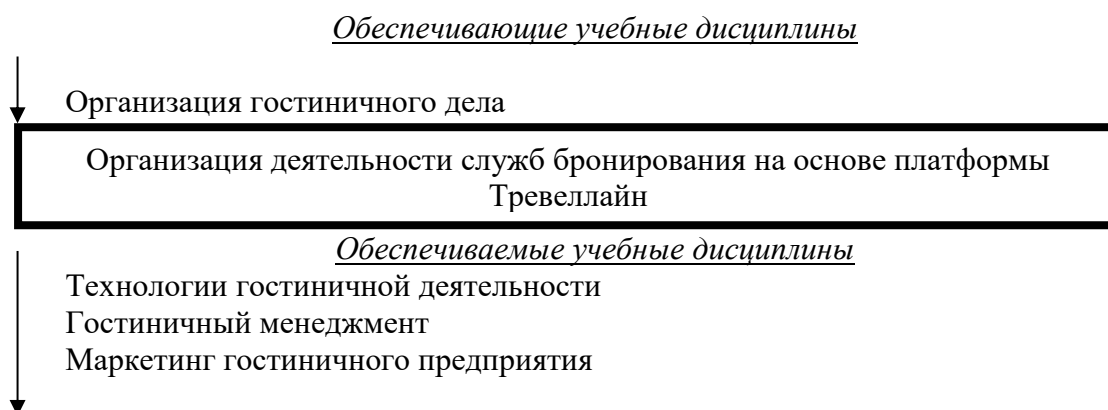 Обеспечивающие учебные дисциплины
Организация гостиничного дела
Организация деятельности служб бронирования на основе платформы
Тревеллайн
Обеспечиваемые учебные дисциплины
Технологии гостиничной деятельности
Гостиничный менеджмент
Маркетинг гостиничного предприятия